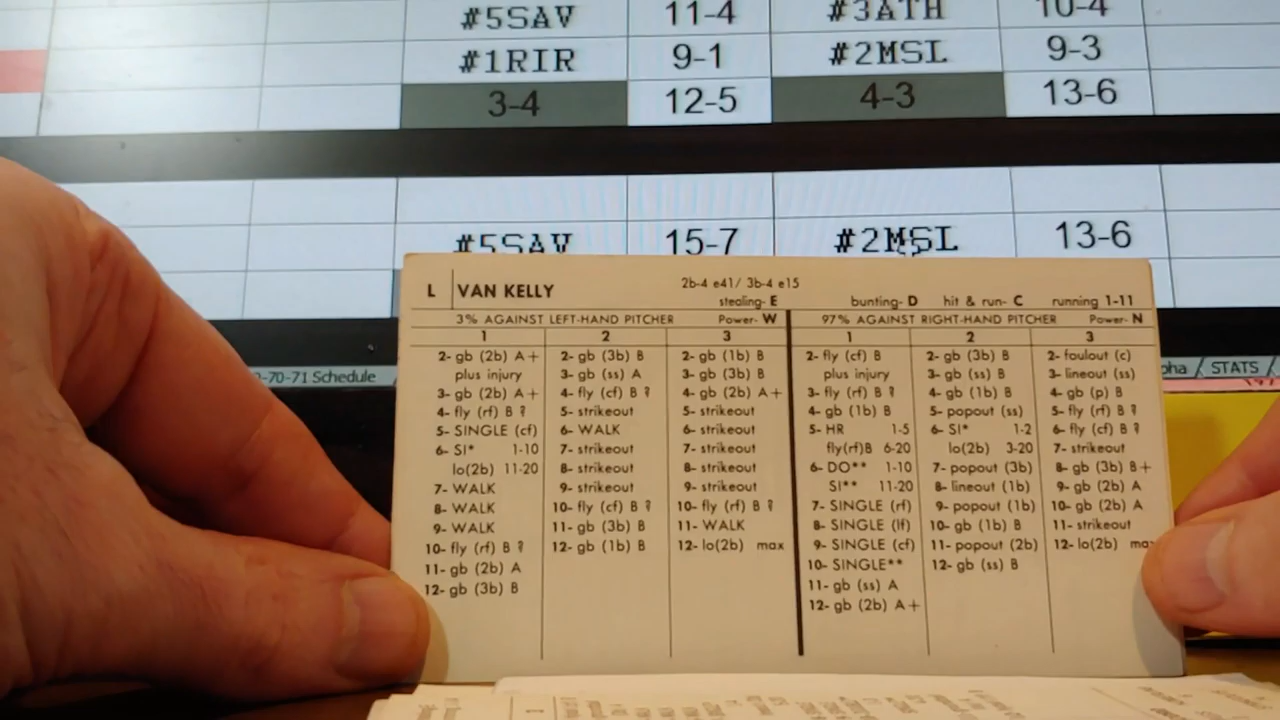 #5SAV 11-4 #3ATH 10-4
#1RIR 9-1 #2MSL 9-3
3-4 12-5 4-3 13-6
#5SAV 15-7 #2MSL 13-6
-70-71 Schedule
pha STATS
L VAN KELLY 2b-4 e41/ 3b-4 e15
stealing- E bunting- D hit & run- C running 1-11
3% AGAINST LEFT-HAND PITCHER Power- W 97% AGAINST RIGHT-HAND PITCHER Power- N
1 2 3 1 2 3
2- gb (2b) A+ 2- gb (3b) B 2- gb (1b) B 2- fly (cf) B 2- gb (3b) B 2- foulout (c)
plus injury 3- gb (ss) A 3- gb (3b) B plus injury 3- gb (ss) B 3- lineout (ss)
3- gb (2b) A+ 4- fly (cf) B ? 4- gb (2b) A+ 3- fly (rf) B ? 4- gb (1b) B 4- gb (p) B
4- fly (rf) B ? 5- strikeout 5- strikeout 4- gb (1b) B 5- popout (ss) 5- fly (rf) B ?
5- SINGLE (cf) 6- WALK 6- strikeout 5- HR 1-5 6- SI* 1-2 6- fly (cf) B ?
6- SI* 1-10 7- strikeout 7- strikeout fly(rf)B 6-20 lo(2b) 3-20 7- strikeout
lo(2b) 11-20 8- strikeout 8- strikeout 6- DO** 1-10 7- popout (3b) 8- gb (3b) B+
7- WALK 9- strikeout 9- strikeout SI** 11-20 8- lineout (1b) 9- gb (2b) A
8- WALK 10- fly (cf) B ? 10- fly (rf) B ? 7- SINGLE (rf) 9- popout (1b) 10- gb (2b) A
9- WALK 11- gb (3b) B 11- WALK 8- SINGLE (lf) 10- gb (1b) B 11- strikeout
10- fly (rf) B ? 12- gb (1b) B 12- lo(2b) max 9- SINGLE (cf) 11- popout (2b) 12- lo(2b) max
11- gb (2b) A 10- SINGLE** 12- gb (ss) B
12- gb (3b) B 11- gb (ss) A
12- gb (2b) A+